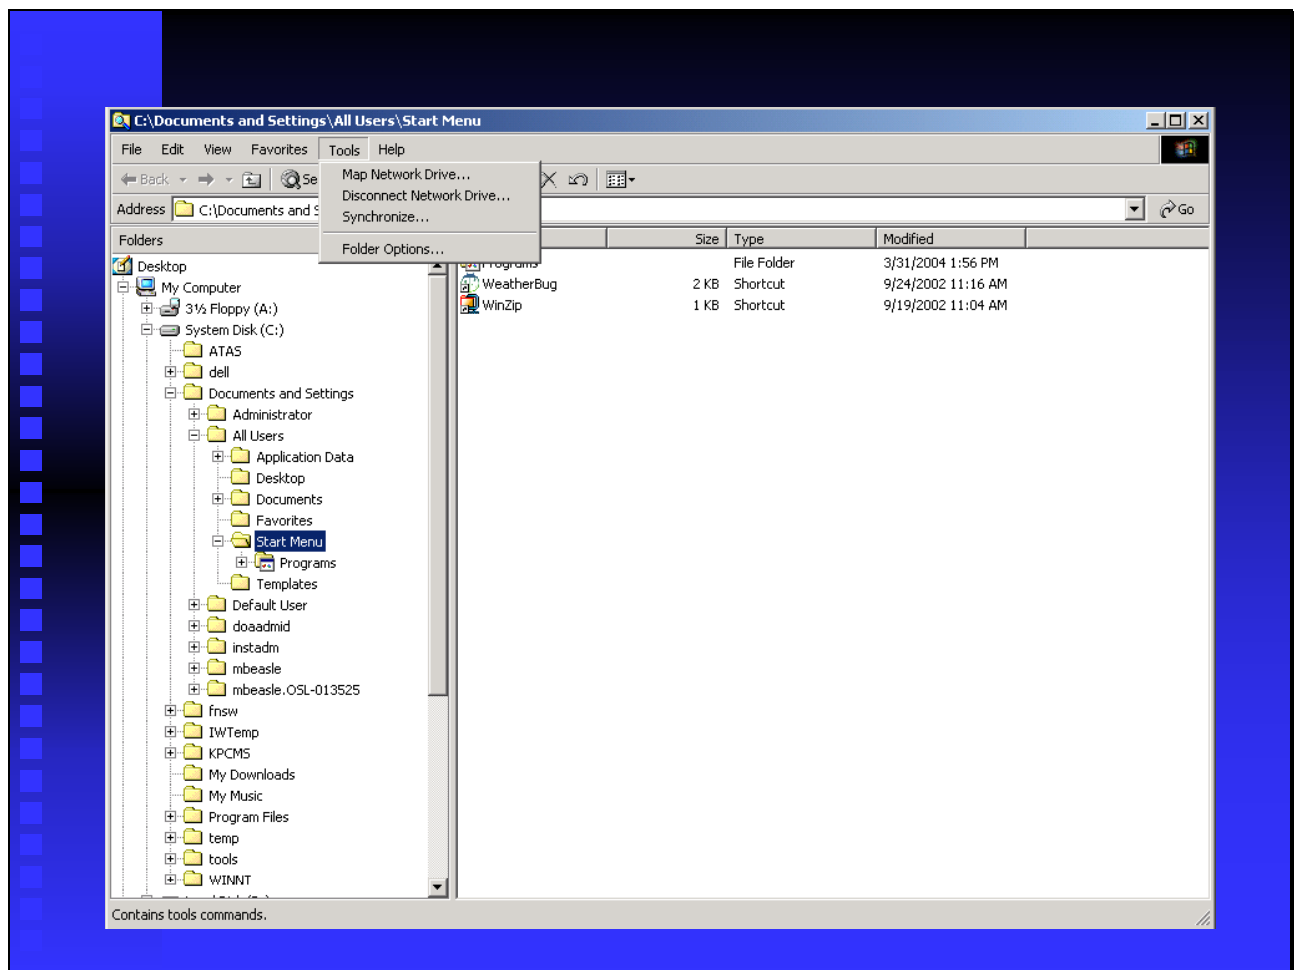 C:\Documents and Settings\All Users\Start Menu
File Edit View Favorites Tools Help
Map Network Drive...
Disconnect Network Drive...
Synchronize...
Folder Options...
Back Se
Address C:\Documents and S Go
Folders Size Type Modified
Desktop
My Computer
3½ Floppy (A:)
System Disk (C:)
ATAS
dell
Documents and Settings
Administrator
All Users
Application Data
Desktop
Documents
Favorites
Start Menu
Programs
Templates
Default User
doaadmid
instadm
mbeasle
mbeasle.OSL-013525
fnsw
IWTemp
KPCMS
My Downloads
My Music
Program Files
temp
tools
WINNT
Programs File Folder 3/31/2004 1:56 PM
WeatherBug 2 KB Shortcut 9/24/2002 11:16 AM
WinZip 1 KB Shortcut 9/19/2002 11:04 AM
Contains tools commands.